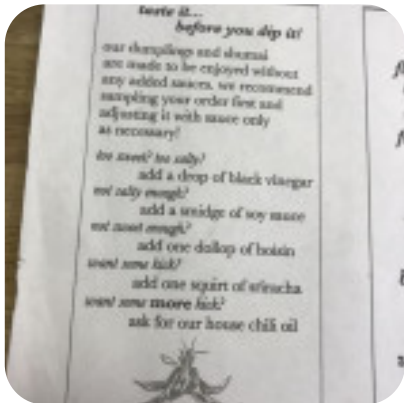 taste it...
before you dip it!
our dumplings and shumai
are made to be enjoyed without
any added sauces, we recommend
sampling your order first and
adjusting it with sauce only
as necessary!
too sweet? too salty?
add a drop of black vinegar
not salty enough?
add a smidge of soy sauce
not sweet enough?
add one dollop of hoisin
want some kick?
add one squirt of sriracha
want some more kick?
ask for our house chili oil